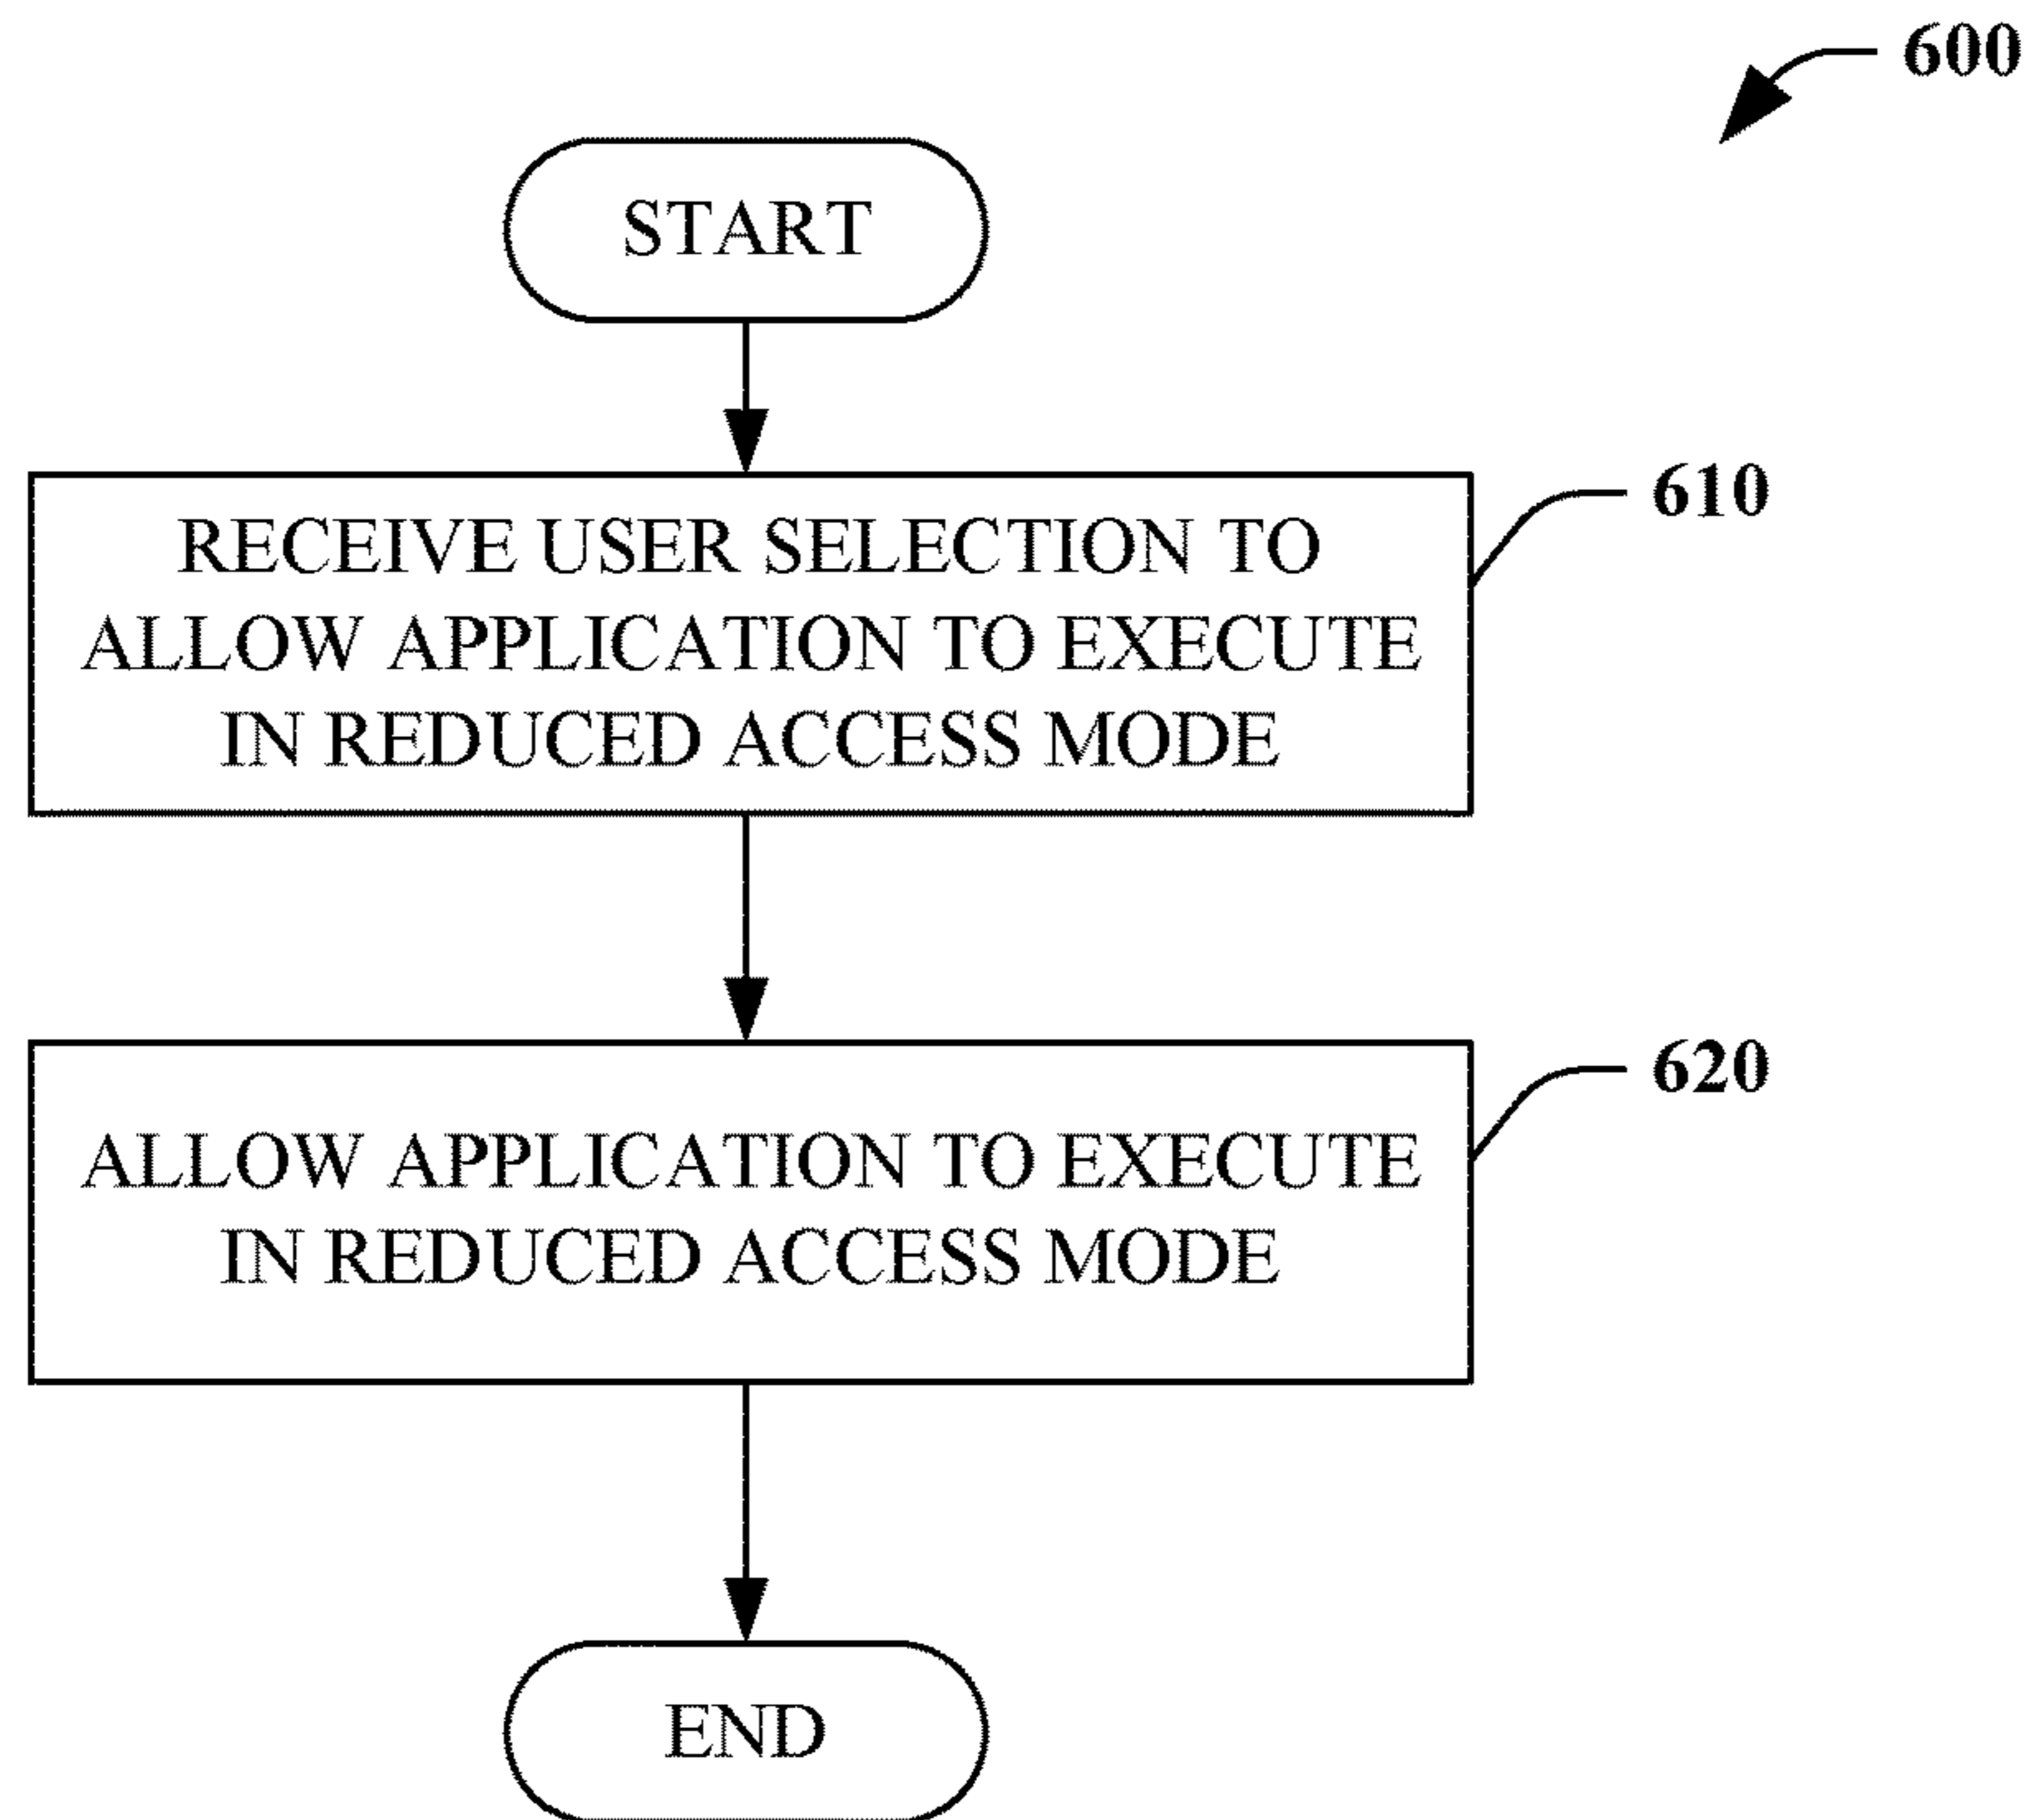 600
START
610
RECEIVE USER SELECTION TO
ALLOW APPLICATION TO EXECUTE
IN REDUCED ACCESS MODE
620
ALLOW APPLICATION TO EXECUTE
IN REDUCED ACCESS MODE
END